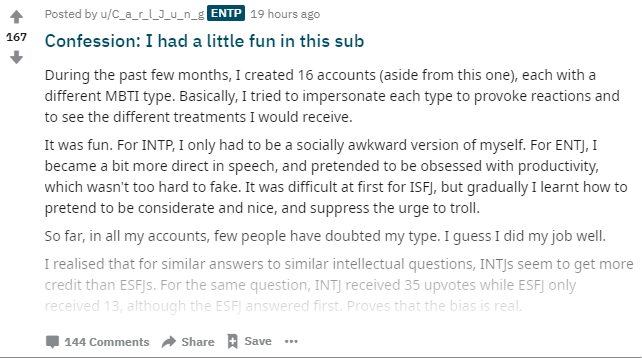 Posted by u/C_a_r_l_J_u_n_g ENTP 19 hours ago
167
Confession: I had a little fun in this sub
During the past few months, I created 16 accounts (aside from this one), each with a
different MBTI type. Basically, I tried to impersonate each type to provoke reactions and
to see the different treatments I would receive.
It was fun. For INTP, I only had to be a socially awkward version of myself. For ENTJ, I
became a bit more direct in speech, and pretended to be obsessed with productivity,
which wasn't too hard to fake. It was difficult at first for ISFJ, but gradually I learnt how to
pretend to be considerate and nice, and suppress the urge to troll.
So far, in all my accounts, few people have doubted my type. I guess I did my job well.
I realised that for similar answers to similar intellectual questions, INTJs seem to get more
credit than ESFJs. For the same question, INTJ received 35 upvotes while ESFJ only
received 13, although the ESFJ answered first. Proves that the bias is real.
144 Comments Share Save